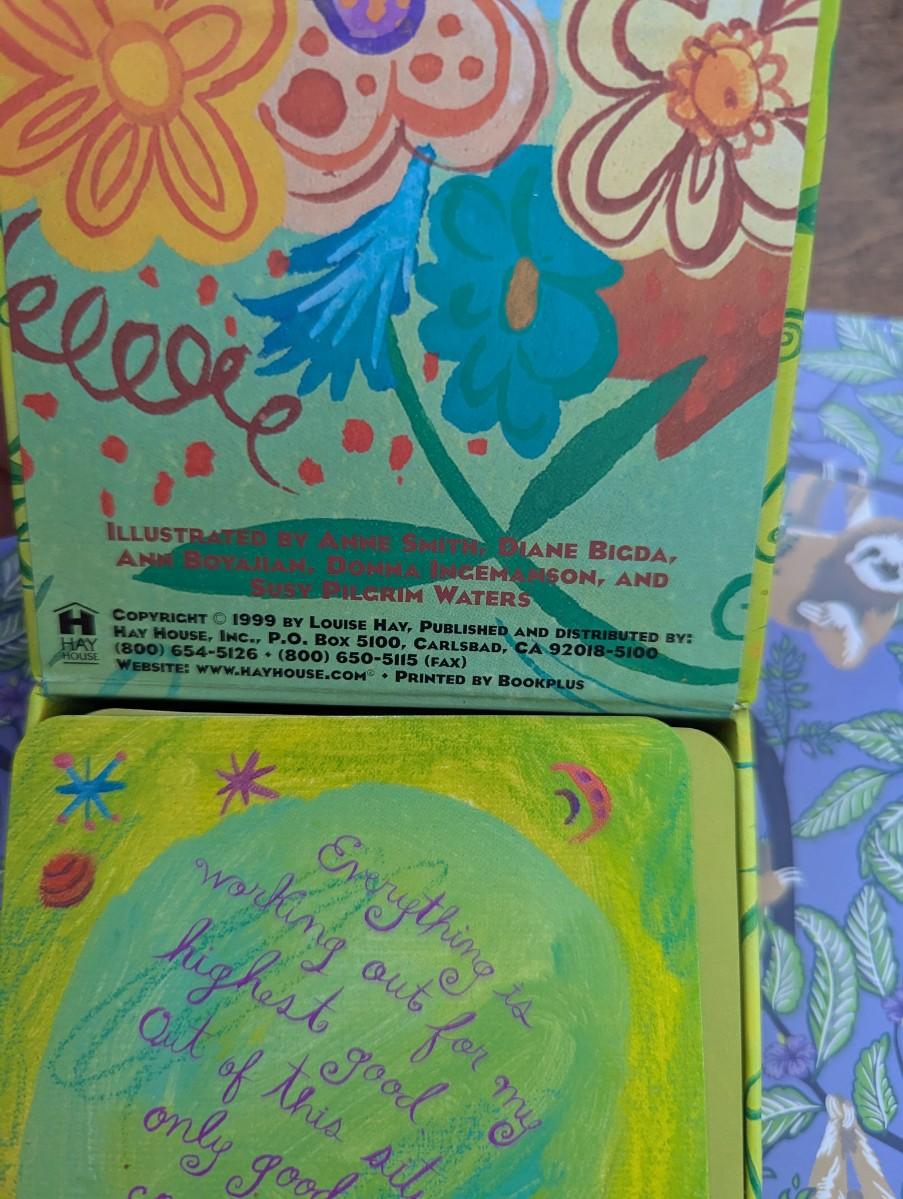 ILLUSTRATED BY ANNE SMITH, DIANE BIGDA,
ANN BOYAJIAN, DONNA INGEMANSON, AND
SUSY PILGRIM WATERS
HAY
HOUSE
COPYRIGHT © 1999 BY LOUISE HAY, PUBLISHED AND DISTRIBUTED BY:
HAY HOUSE, INC., P.O. BOX 5100, CARLSBAD, CA 92018-5100
(800) 654-5126 • (800) 650-5115 (FAX)
WEBSITE: WWW.HAYHOUSE.COM® • PRINTED BY BOOKPLUS
Everything is
working out for my
highest good
Out of this
only good